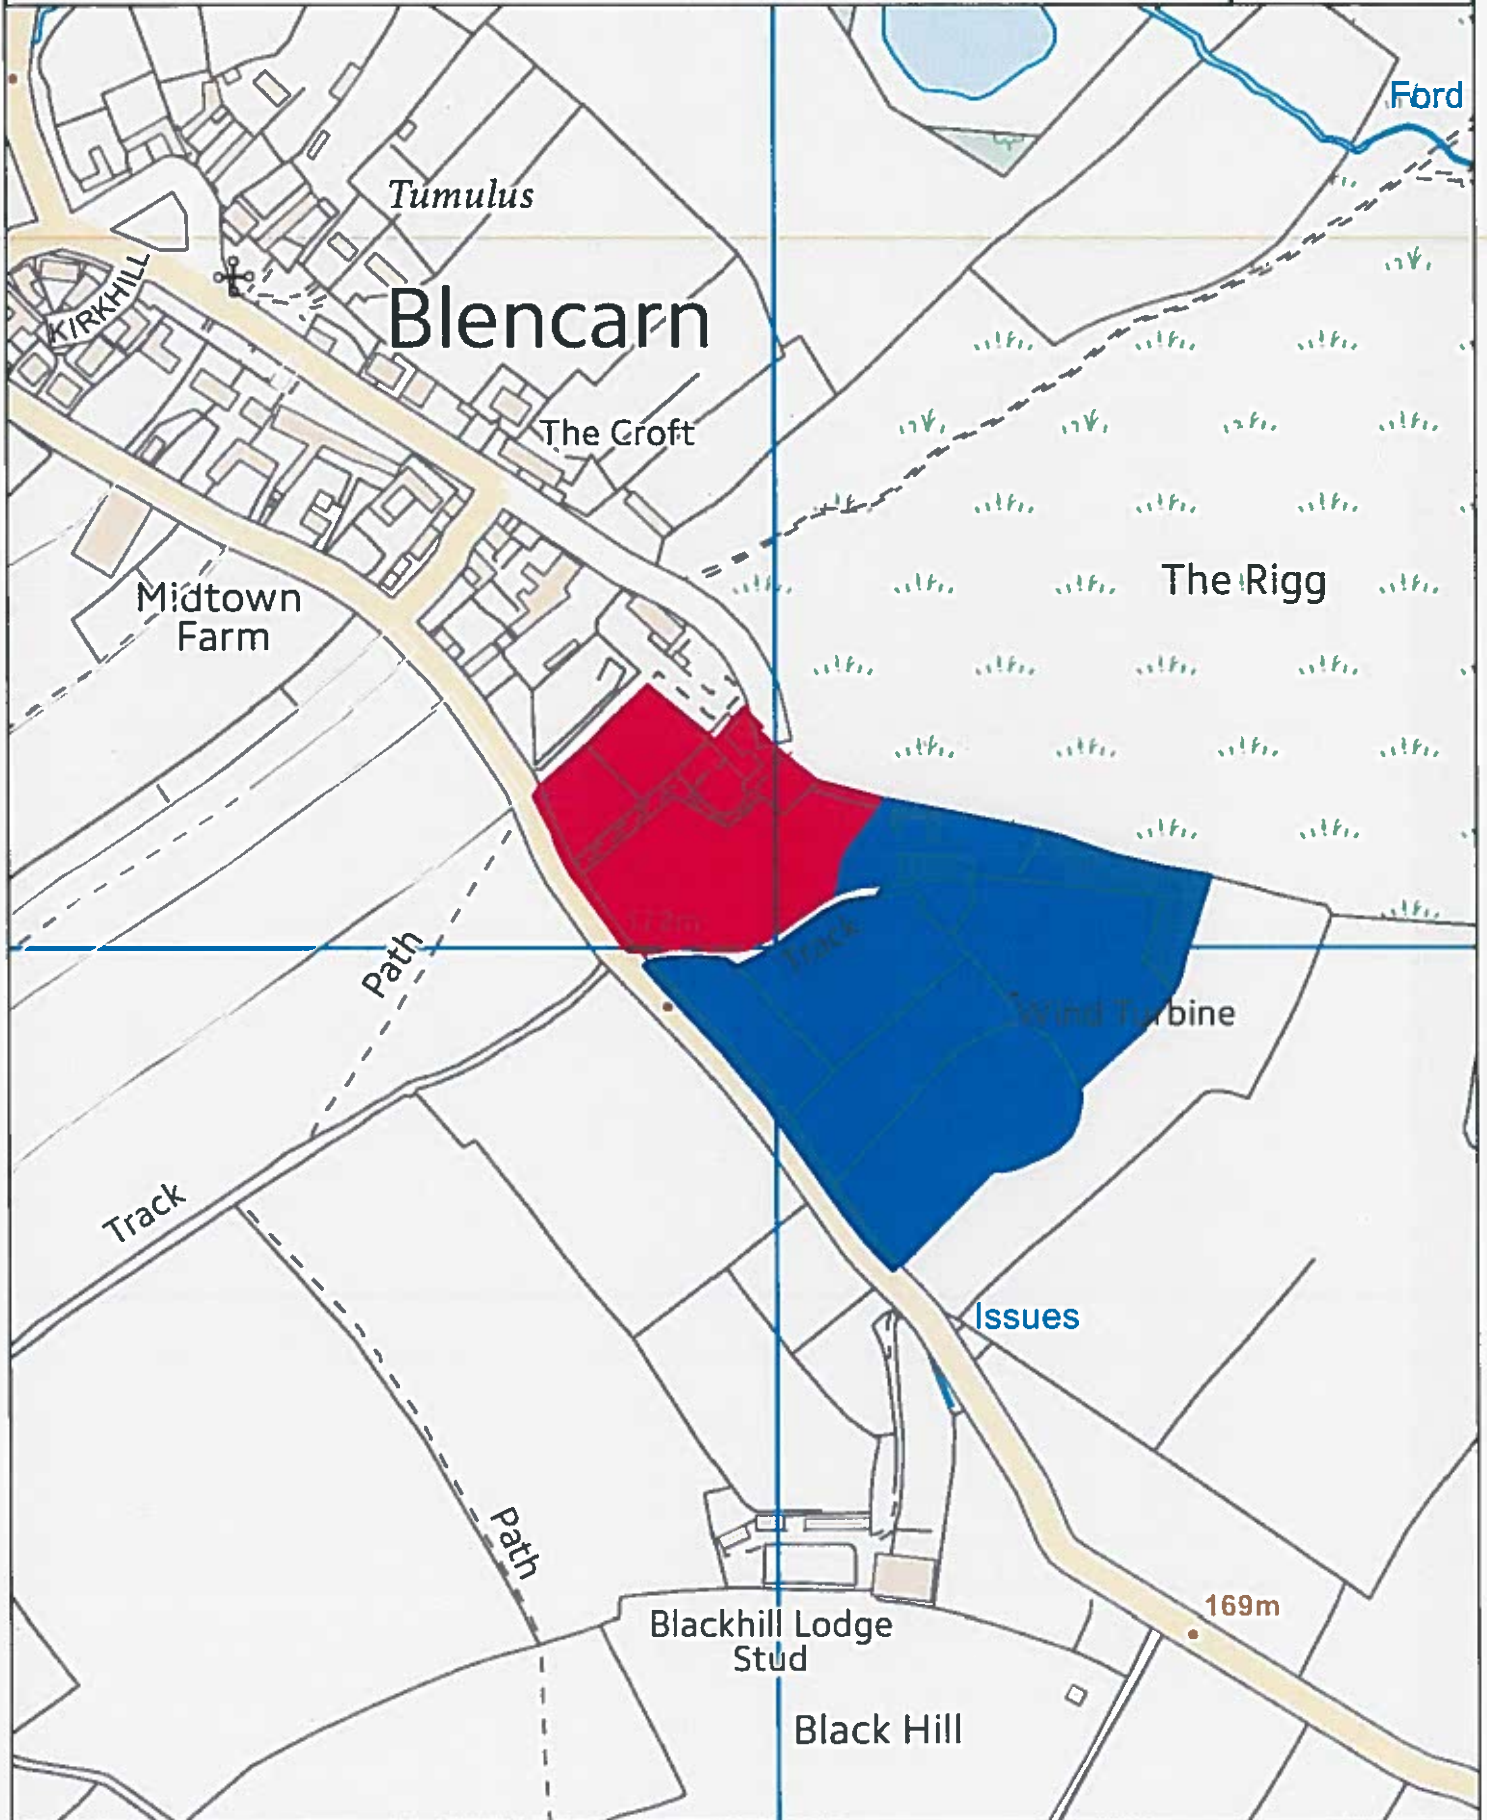 Ford
Tumulus
KIRKHILL
Blencarn
The Croft
The Rigg
Midtown
Farm
Track
Path
Wind Turbine
Track
Issues
Path
169m
Blackhill Lodge
Stud
Black Hill